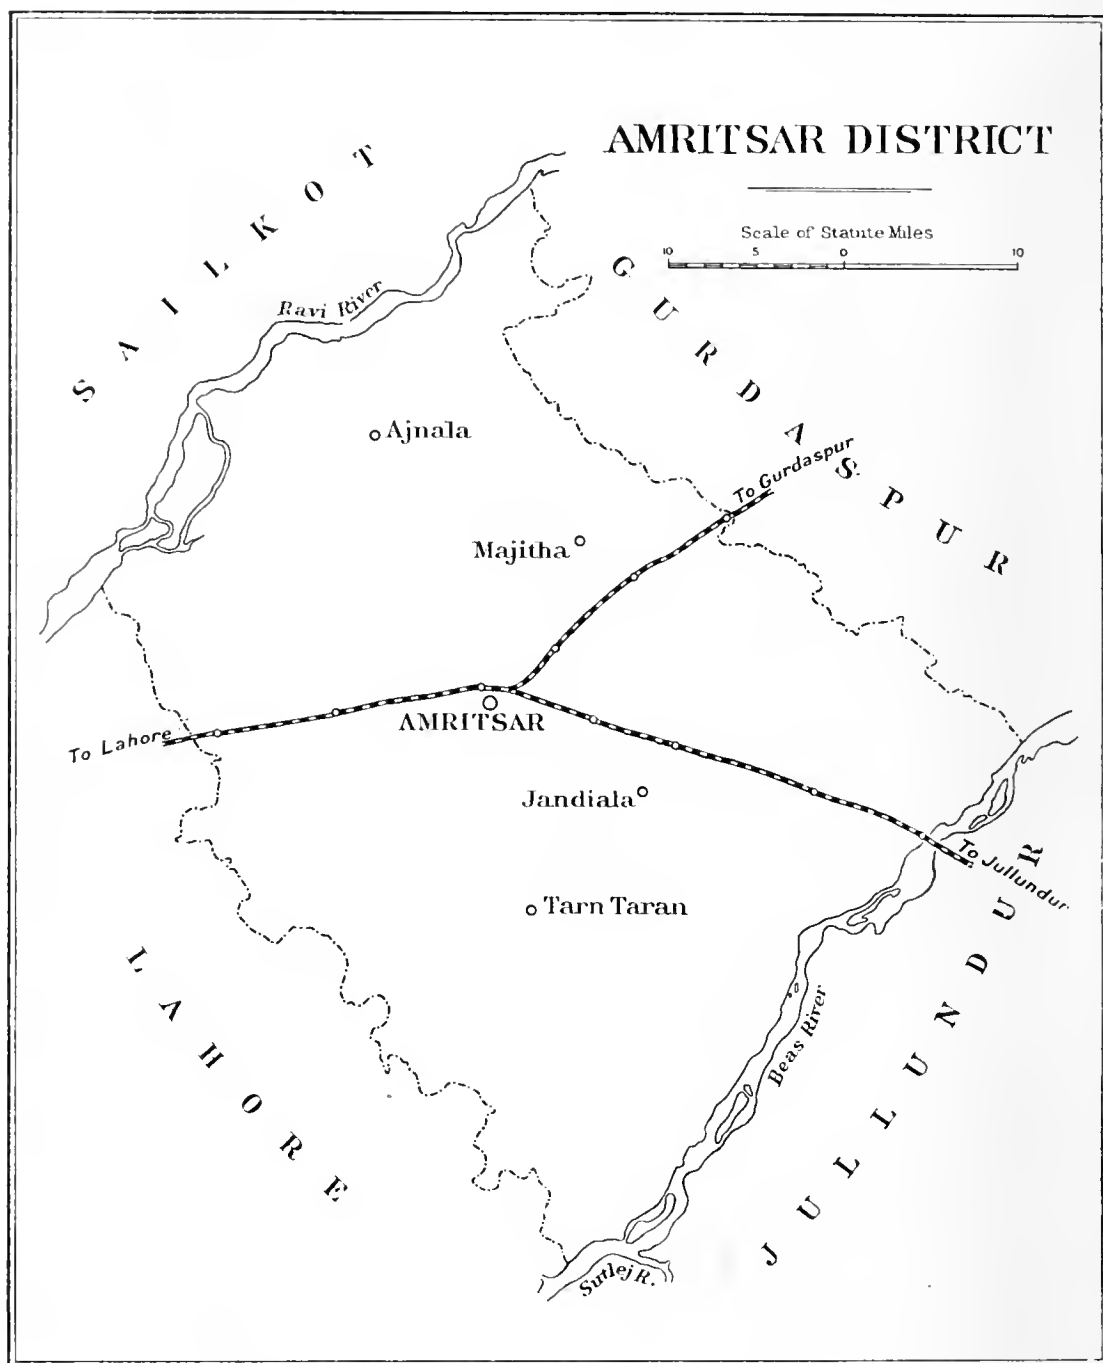 AMRITSAR DISTRICT
Scale of Statute Miles
10 5 0 10
SAILKOT
GURDASPUR
Ravi River
Ajnala
To Gurdaspur
Majitha
AMRITSAR
To Lahore
Jandiala
To Jullundur
Tarn Taran
LAHORE
Beas River
JULLUNDUR
Sutlej R.